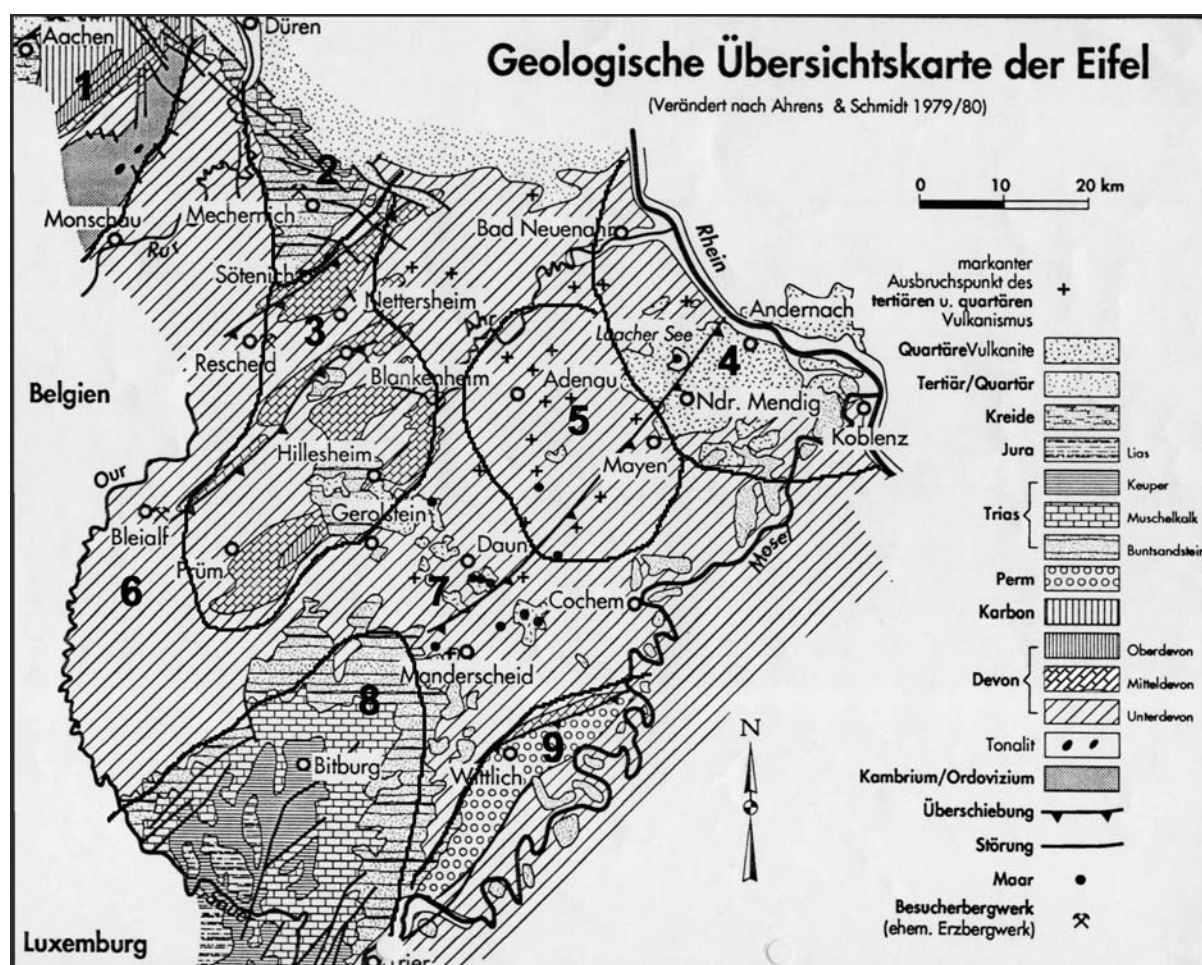 Geologische Übersichtskarte der Eifel
(Verändert nach Ahrens & Schmidt 1979/80)
0 10 20 km
Aachen
Düren
1
2
Monschau
Rur
Mechernich
Bad Neuenahr
Rhein
Sötenich
Nettersheim
Ahr
Andernach
Laacher See
3
4
Rescheid
Blankenheim
Adenau
Belgien
5
Ndr. Mendig
Koblenz
Our
Hillesheim
Mayen
Gerolstein
Bleialf
Daun
Mosel
Prüm
6
7
Cochem
Manderscheid
8
9
N
Wittlich
Bitburg
Sauer
Luxemburg
markanter
Ausbruchspunkt des
tertiären u. quartären
Vulkanismus
QuartäreVulkanite
Tertiär/Quartär
Kreide
Jura Lias
Keuper
Trias Muschelkalk
Buntsandstein
Perm
Karbon
Oberdevon
Devon Mitteldevon
Unterdevon
Tonalit
Kambrium/Ordovizium
Überschiebung
Störung
Maar
Besucherbergwerk
(ehem. Erzbergwerk)